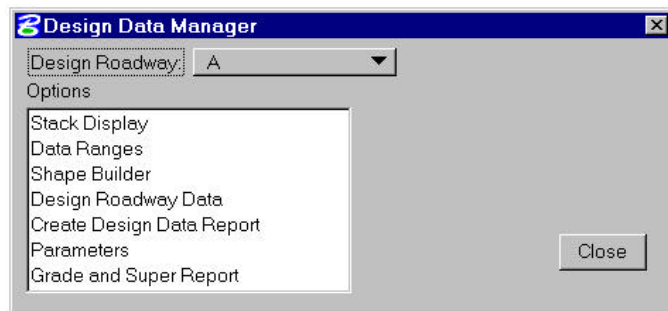 Design Data Manager
Design Roadway: A
Options
Stack Display
Data Ranges
Shape Builder
Design Roadway Data
Create Design Data Report
Parameters
Grade and Super Report
Close